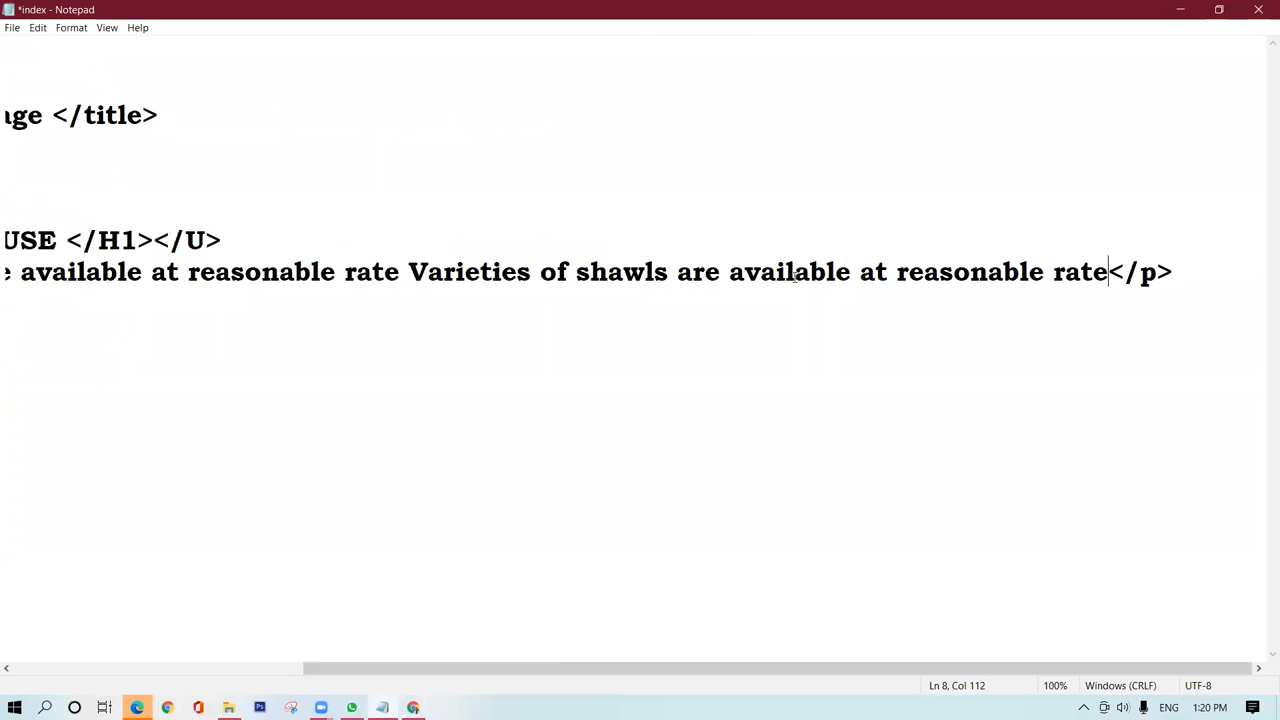 *index - Notepad
File Edit Format View Help
age </title>
USE </H1></U>
e available at reasonable rate Varieties of shawls are available at reasonable rate</p>
Ln 8, Col 112 100% Windows (CRLF) UTF-8
ENG 1:20 PM